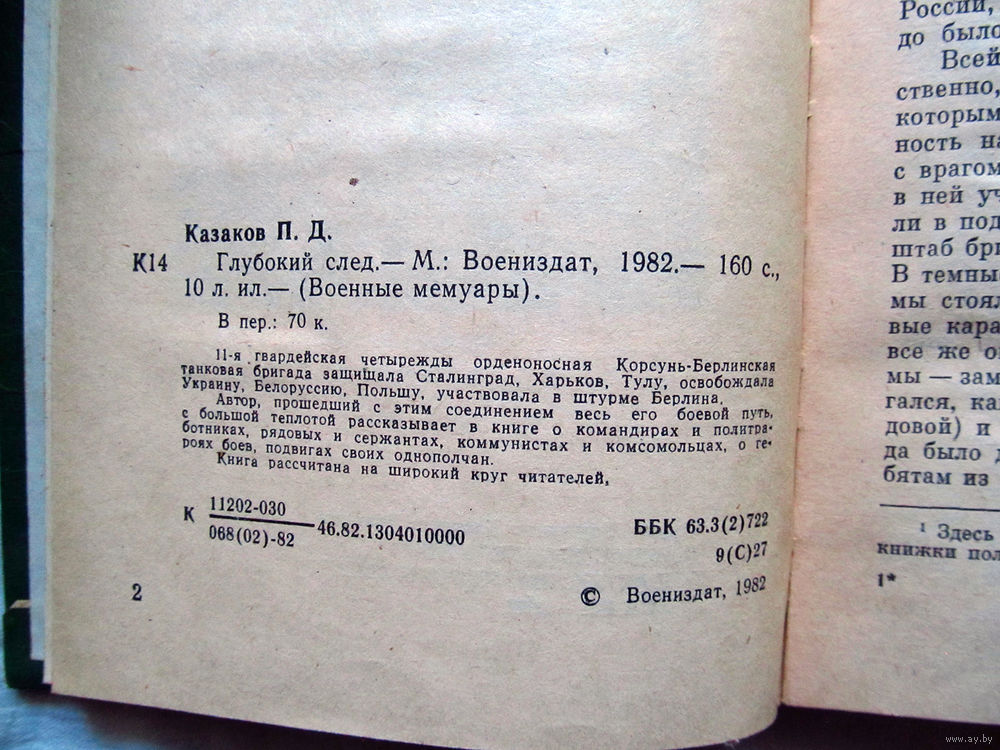 Казаков П. Д.
К14 Глубокий след.— М.: Воениздат, 1982.— 160 с.,
10 л. ил.— (Военные мемуары).
В пер.: 70 к.
11-я гвардейская четырежды орденоносная Корсунь-Берлинская
танковая бригада защищала Сталинград, Харьков, Тулу, освобождала
Украину, Белоруссию, Польшу, участвовала в штурме Берлина.
Автор, прошедший с этим соединением весь его боевой путь,
с большой теплотой рассказывает в книге о командирах и политра-
ботниках, рядовых и сержантах, коммунистах и комсомольцах, о ге-
роях боев, подвигах своих однополчан.
Книга рассчитана на широкий круг читателей.
К 11202-030
068(02)-82
46.82.1304010000
ББК 63.3(2)722
9(С)27
2
© Воениздат, 1982
России,
до было
Всей
ственно,
которым
ность на
с врагом
в ней уч
ли в под
штаб бри
В темны
мы стоял
вые кара
все же о
мы — зам
гался, ка
довой) и
да было
бятам из
1 Здесь
книжки пол
1*
www.ay.by